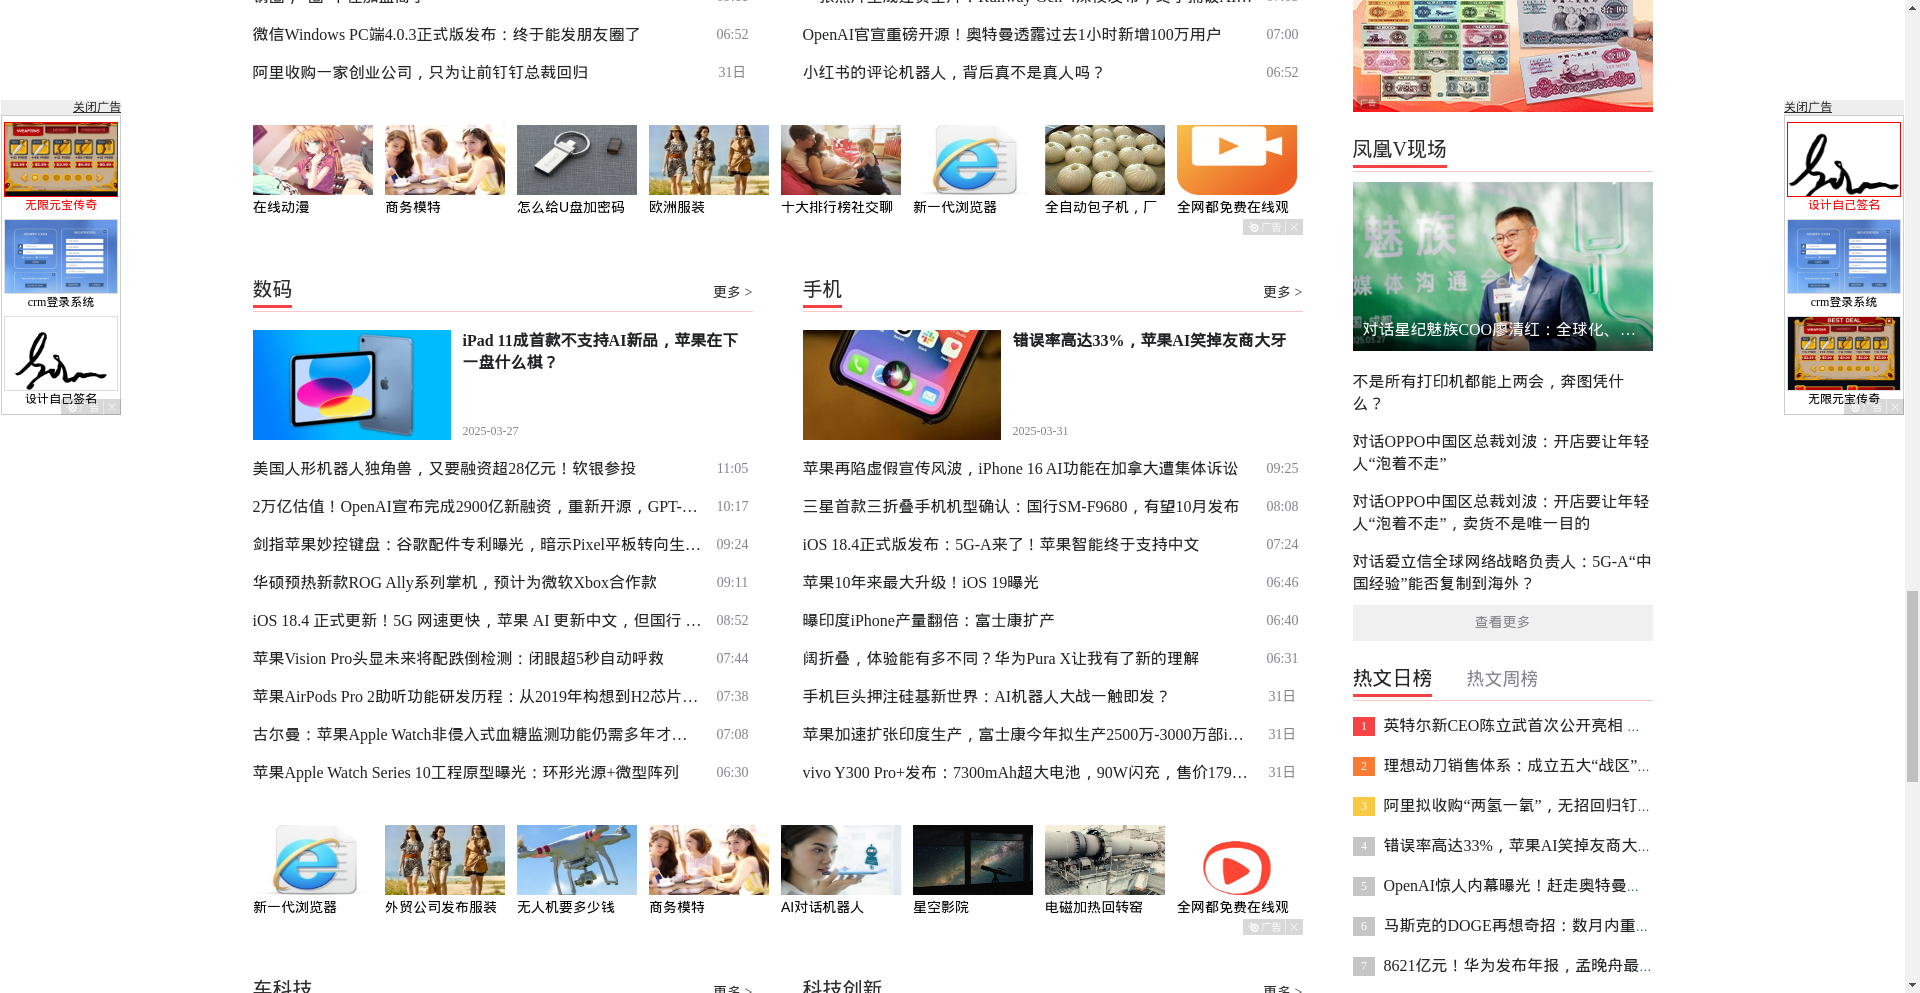 微信Windows PC端4.0.3正式版发布：终于能发朋友圈了 06:52
阿里收购一家创业公司，只为让前钉钉总裁回归 31日
OpenAI官宣重磅开源！奥特曼透露过去1小时新增100万用户 07:00
小红书的评论机器人，背后真不是真人吗？ 06:52
关闭广告
无限元宝传奇
crm登录系统
设计自己签名
广告
在线动漫
商务模特
怎么给U盘加密码
欧洲服装
十大排行榜社交聊
新一代浏览器
全自动包子机，厂
全网都免费在线观
广告
数码
更多 >
iPad 11成首款不支持AI新品，苹果在下
一盘什么棋？
2025-03-27
美国人形机器人独角兽，又要融资超28亿元！软银参投 11:05
2万亿估值！OpenAI宣布完成2900亿新融资，重新开源，GPT-… 10:17
剑指苹果妙控键盘：谷歌配件专利曝光，暗示Pixel平板转向生… 09:24
华硕预热新款ROG Ally系列掌机，预计为微软Xbox合作款 09:11
iOS 18.4 正式更新！5G 网速更快，苹果 AI 更新中文，但国行 … 08:52
苹果Vision Pro头显未来将配跌倒检测：闭眼超5秒自动呼救 07:44
苹果AirPods Pro 2助听功能研发历程：从2019年构想到H2芯片… 07:38
古尔曼：苹果Apple Watch非侵入式血糖监测功能仍需多年才… 07:08
苹果Apple Watch Series 10工程原型曝光：环形光源+微型阵列 06:30
手机
更多 >
错误率高达33%，苹果AI笑掉友商大牙
2025-03-31
苹果再陷虚假宣传风波，iPhone 16 AI功能在加拿大遭集体诉讼 09:25
三星首款三折叠手机机型确认：国行SM-F9680，有望10月发布 08:08
iOS 18.4正式版发布：5G-A来了！苹果智能终于支持中文 07:24
苹果10年来最大升级！iOS 19曝光 06:46
曝印度iPhone产量翻倍：富士康扩产 06:40
阔折叠，体验能有多不同？华为Pura X让我有了新的理解 06:31
手机巨头押注硅基新世界：AI机器人大战一触即发？ 31日
苹果加速扩张印度生产，富士康今年拟生产2500万-3000万部i… 31日
vivo Y300 Pro+发布：7300mAh超大电池，90W闪充，售价179… 31日
新一代浏览器
外贸公司发布服装
无人机要多少钱
商务模特
AI对话机器人
星空影院
电磁加热回转窑
全网都免费在线观
广告
车科技
更多 >
科技创新
更多 >
广告
凤凰V现场
魅族
媒体沟通会
对话星纪魅族COO廖清红：全球化、…
不是所有打印机都能上两会，奔图凭什
么？
对话OPPO中国区总裁刘波：开店要让年轻
人“泡着不走”
对话OPPO中国区总裁刘波：开店要让年轻
人“泡着不走”，卖货不是唯一目的
对话爱立信全球网络战略负责人：5G-A“中
国经验”能否复制到海外？
查看更多
热文日榜 热文周榜
1 英特尔新CEO陈立武首次公开亮相 ...
2 理想动刀销售体系：成立五大“战区”...
3 阿里拟收购“两氢一氧”，无招回归钉...
4 错误率高达33%，苹果AI笑掉友商大...
5 OpenAI惊人内幕曝光！赶走奥特曼...
6 马斯克的DOGE再想奇招：数月内重...
7 8621亿元！华为发布年报，孟晚舟最...
关闭广告
设计自己签名
crm登录系统
BEST DEAL
无限元宝传奇
广告